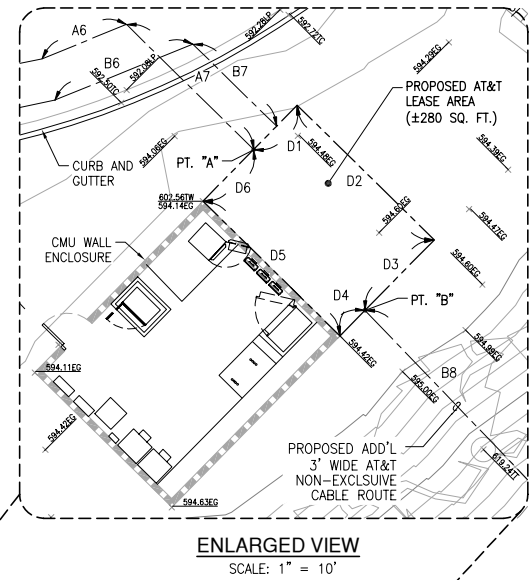 A6
592.28LP
592.72TC
B6
592.08LP
A7
B7
592.50TC
594.29EG
PROPOSED AT&T
LEASE AREA
(±280 SQ. FT.)
CURB AND
GUTTER
594.06EG
PT. "A"
D1
594.48EG
594.39EG
D6
D2
602.56TW
594.14EG
594.60EG
594.47EG
CMU WALL
ENCLOSURE
D5
D3
594.60EG
D4
PT. "B"
594.42EG
594.99EG
594.11EG
B8
595.00EG
594.42EG
PROPOSED ADD'L
3' WIDE AT&T
NON-EXCLSUIVE
CABLE ROUTE
619.24TT
594.63EG
ENLARGED VIEW
SCALE: 1" = 10'